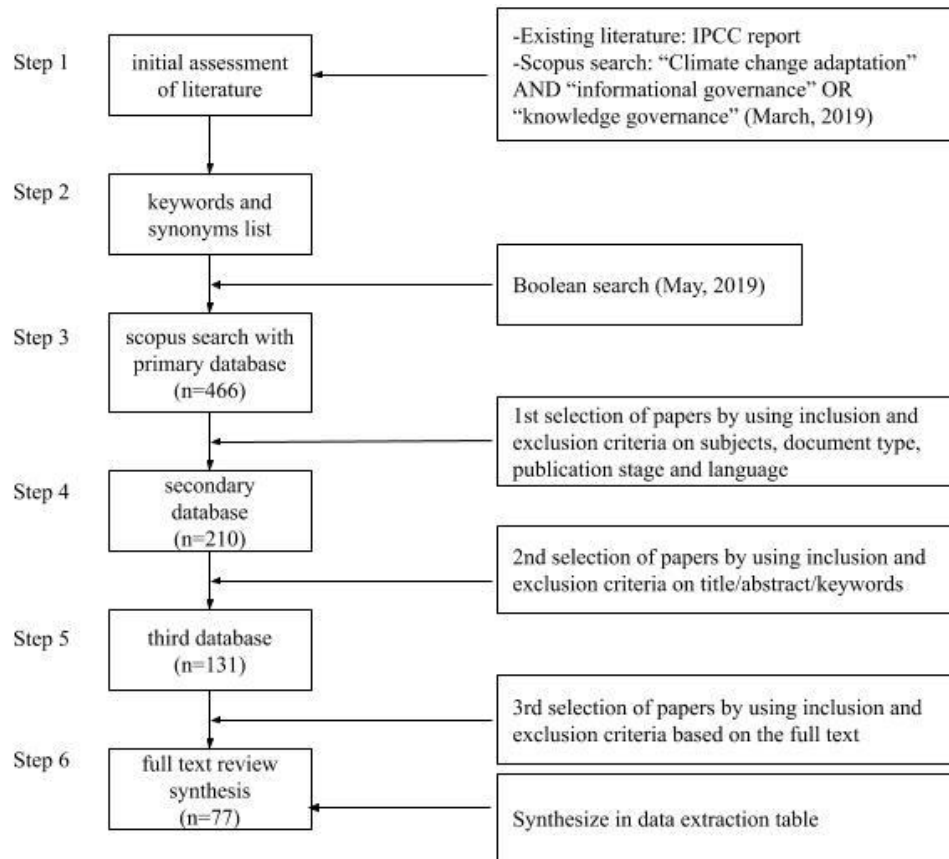 Step 1
initial assessment
of literature
-Existing literature: IPCC report
-Scopus search: “Climate change adaptation”
AND “informational governance” OR
“knowledge governance” (March, 2019)
Step 2
keywords and
synonyms list
Boolean search (May, 2019)
Step 3
scopus search with
primary database
(n=466)
1st selection of papers by using inclusion and
exclusion criteria on subjects, document type,
publication stage and language
Step 4
secondary
database
(n=210)
2nd selection of papers by using inclusion and
exclusion criteria on title/abstract/keywords
Step 5
third database
(n=131)
3rd selection of papers by using inclusion and
exclusion criteria based on the full text
Step 6
full text review
synthesis
(n=77)
Synthesize in data extraction table